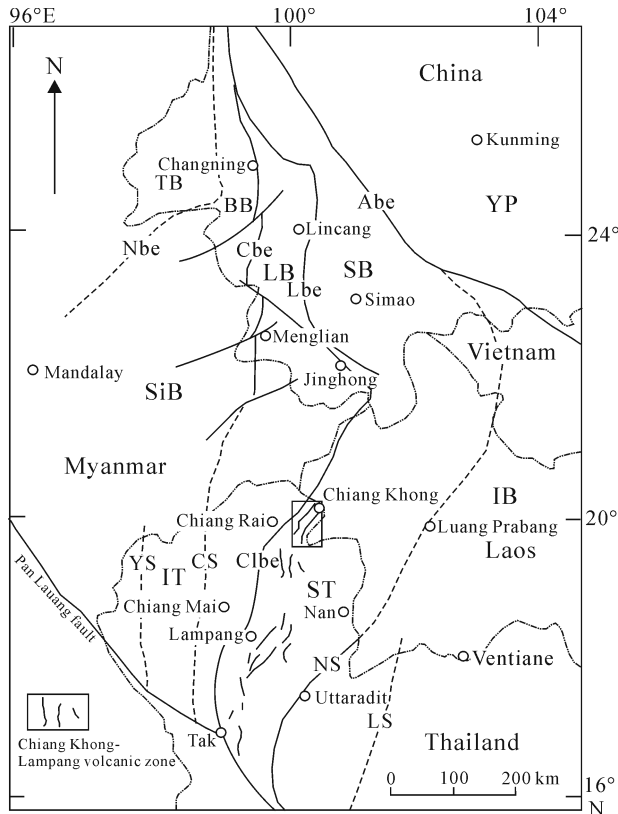 96°E
100°
104°
N
China
Kunming
Changning
TB
BB
Abe
YP
Lincang
Nbe
24°
Cbe
LB
SB
Lbe
Simao
Menglian
Vietnam
Mandalay
Jinghong
SiB
Myanmar
Chiang Khong
IB
Chiang Rai
20°
Luang Prabang
Laos
YS
CS
Clbe
IT
ST
Pan Lauang fault
Chiang Mai
Nan
Lampang
NS
Ventiane
Uttaradit
LS
Tak
Chiang Khong-
Lampang volcanic zone
Thailand
0 100 200 km
16°
N